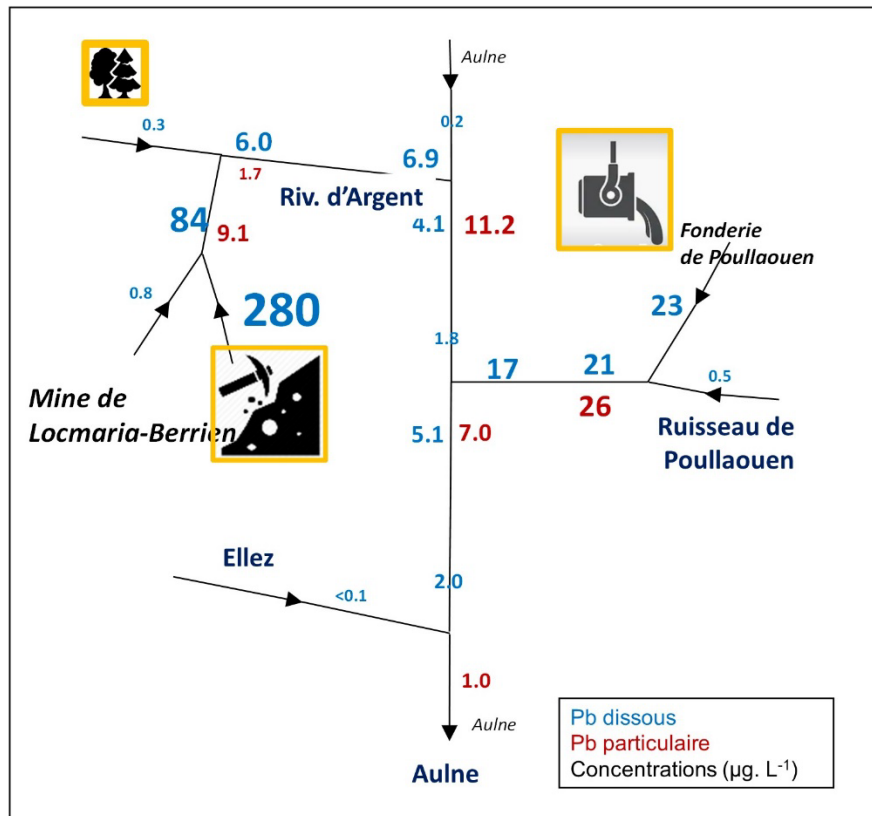 Aulne
0.3
6.0
0.2
1.7
6.9
Riv. d'Argent
84
9.1
4.1
11.2
Fonderie
de Poullaouen
0.8
280
23
1.8
17
21
0.5
26
Mine de
Locmaria-Berrien
5.1
7.0
Ruisseau de
Poullaouen
Ellez
<0.1
2.0
1.0
Aulne
Aulne
Pb dissous
Pb particulaire
Concentrations (µg. L⁻¹)